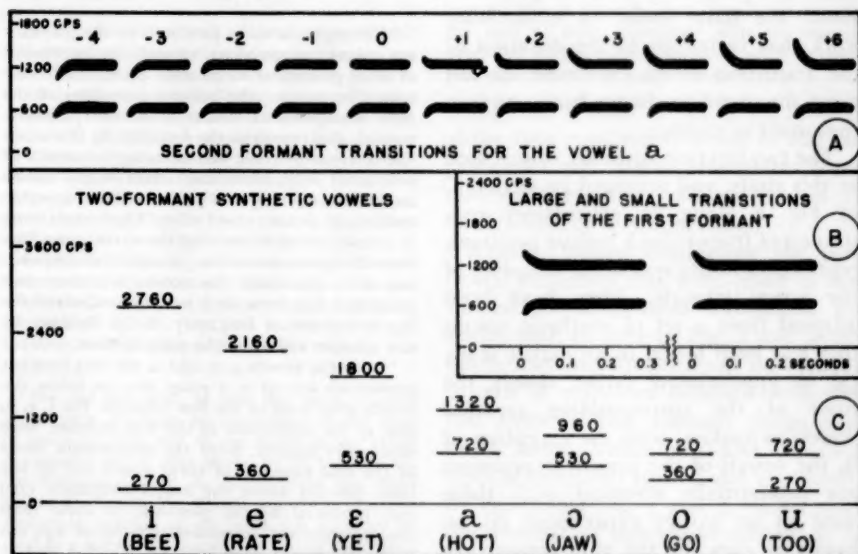 1800 CPS
-4 -3 -2 -1 0 +1 +2 +3 +4 +5 +6
1200
600
0
SECOND FORMANT TRANSITIONS FOR THE VOWEL a
A
TWO-FORMANT SYNTHETIC VOWELS
3600 CPS
2400
1200
0
2400 CPS
LARGE AND SMALL TRANSITIONS
OF THE FIRST FORMANT
B
1800
1200
600
0
0 0.1 0.2 0.3 0 0.1 0.2 SECONDS
C
2760
2160
1800
1320
960
720 720
270 360 530 720 530 360 270
i e ɛ a ɔ o u
(BEE) (RATE) (YET) (HOT) (JAW) (GO) (TOO)